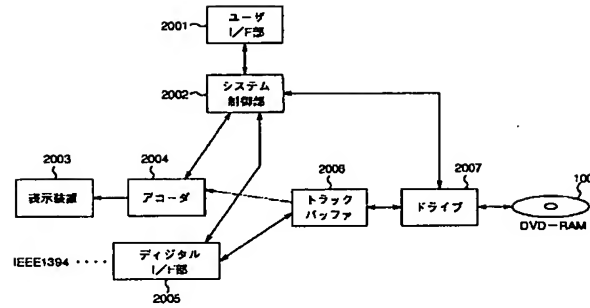 2001
ユーザ
I/F部
2002
システム
制御部
2003
表示装置
2004
アコーダ
2006
トラック
バッファ
2007
ドライブ
100
DVD-RAM
IEEE1394 ····
ディジタル
I/F部
2005